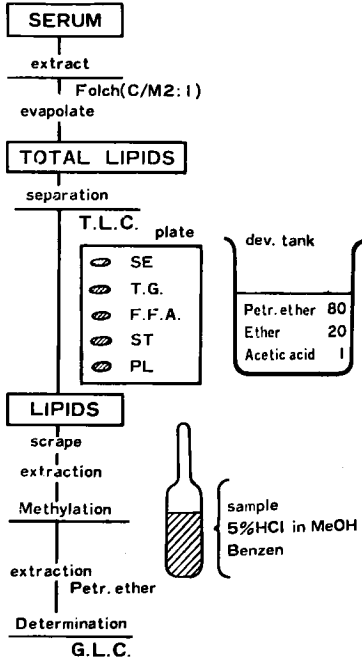 SERUM
extract
Folch(C/M2:1)
evapolate
TOTAL LIPIDS
separation
T.L.C.
plate
SE
T.G.
F.F.A.
ST
PL
dev. tank
Petr. ether 80
Ether 20
Acetic acid 1
LIPIDS
scrape
extraction
Methylation
sample
5%HCl in MeOH
Benzen
extraction
Petr. ether
Determination
G.L.C.